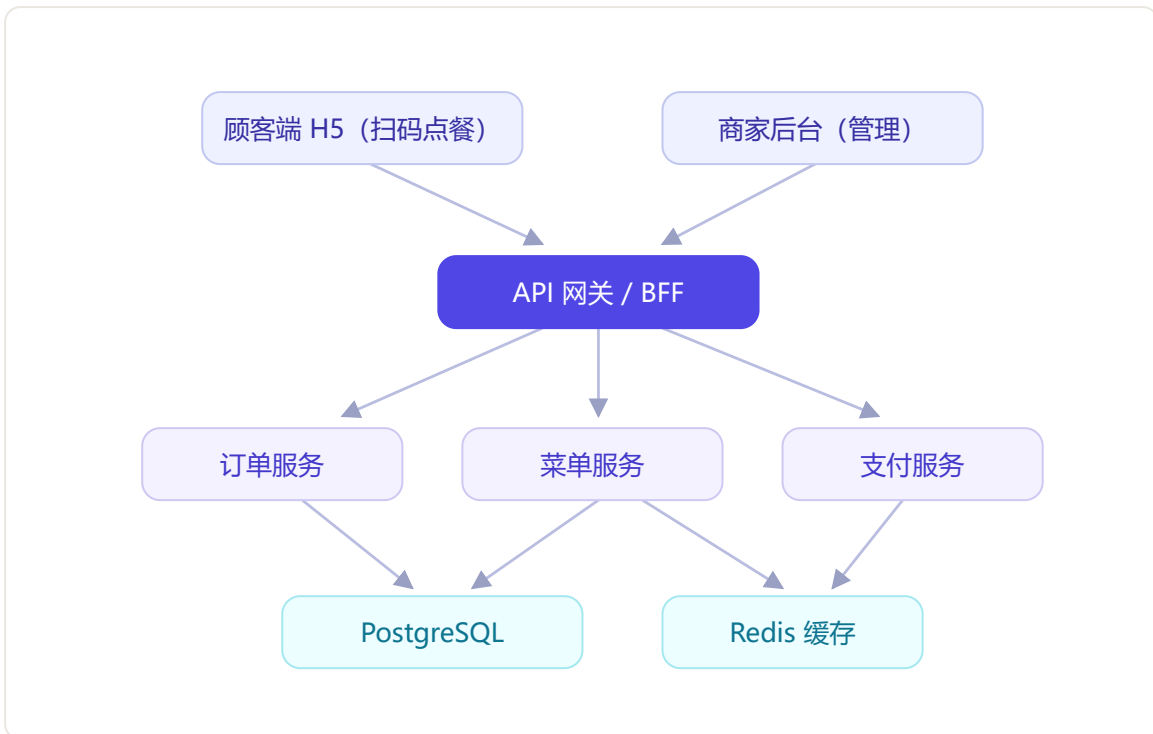 顾客端 H5（扫码点餐）
商家后台（管理）
API 网关 / BFF
订单服务
菜单服务
支付服务
PostgreSQL
Redis 缓存